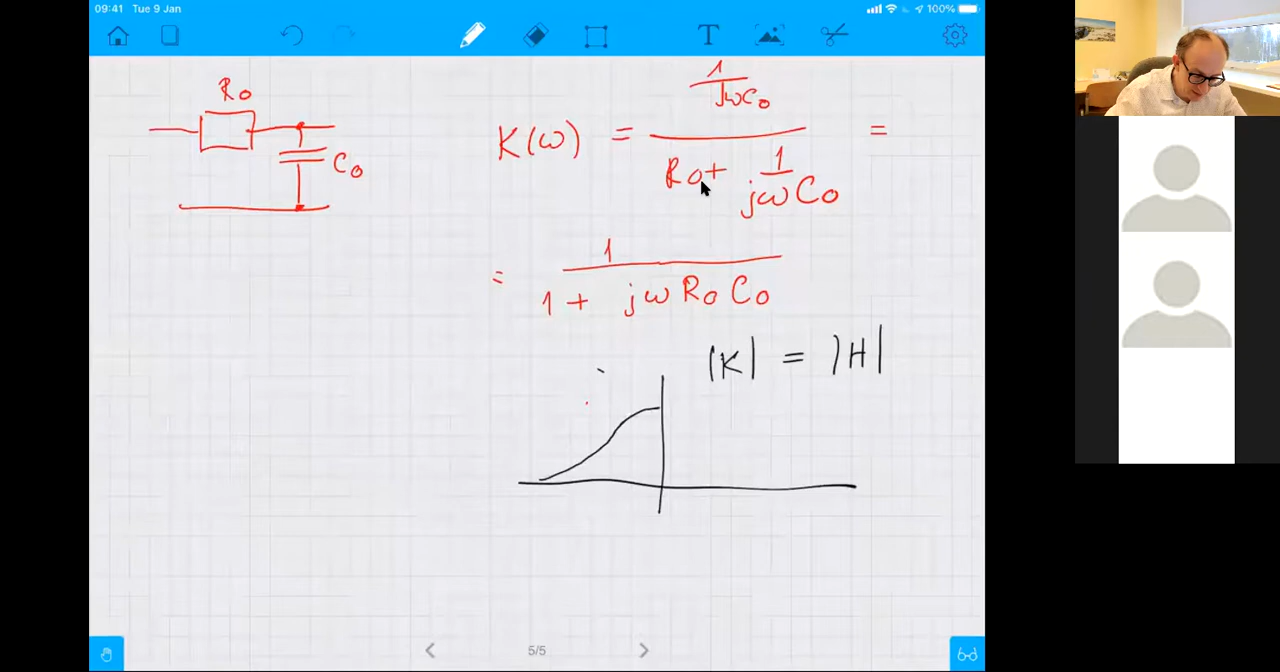 09:41 Tue 9 Jan
100%
T
R0
C0
K(ω) = 1/jωC0 / R0 + 1/jωC0 =
= 1 / 1 + jωR0C0
|K| = |H|
5/5